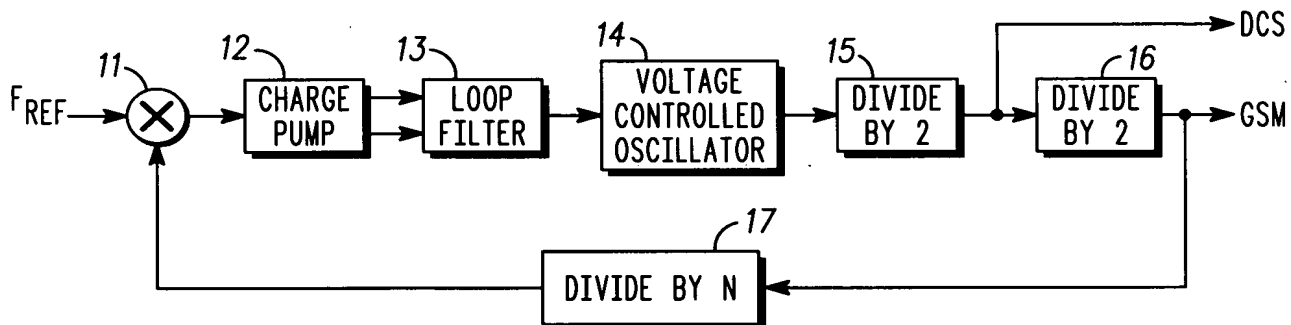 11
12
13
14
15
16
DCS
F REF
CHARGE
PUMP
LOOP
FILTER
VOLTAGE
CONTROLLED
OSCILLATOR
DIVIDE
BY 2
DIVIDE
BY 2
GSM
17
DIVIDE BY N